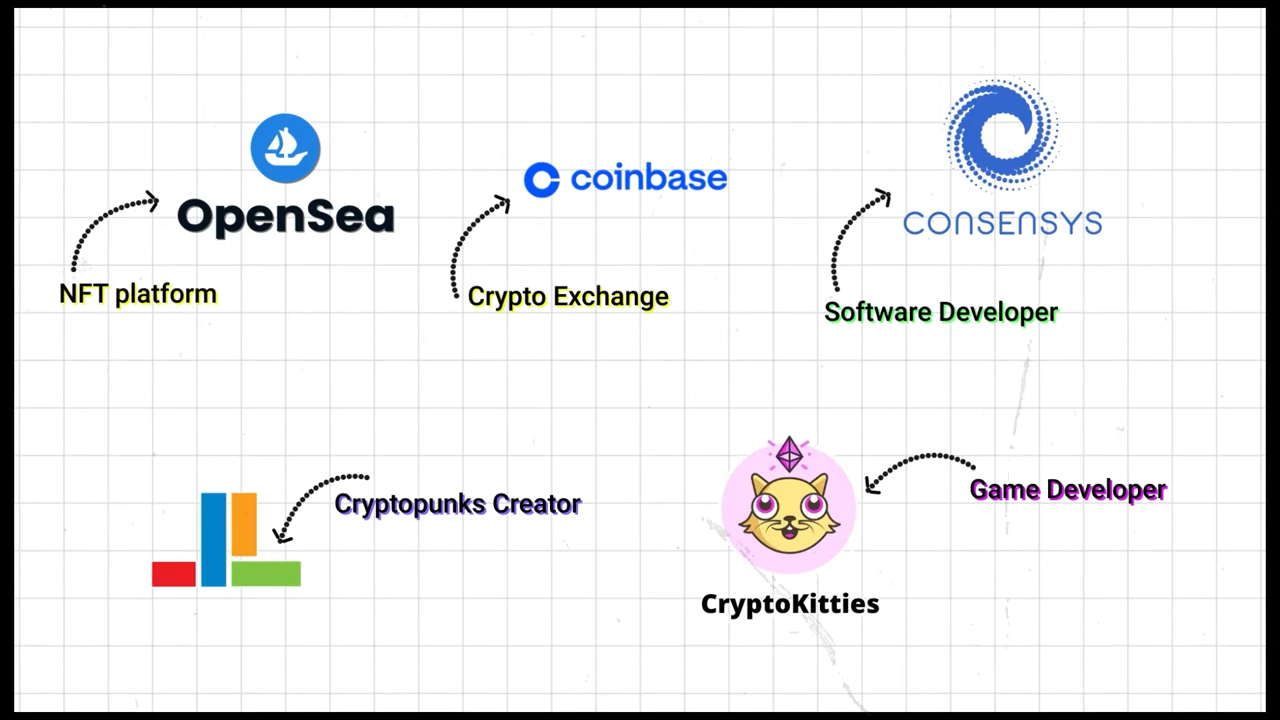 OpenSea
NFT platform
coinbase
Crypto Exchange
CONSENSYS
Software Developer
Cryptopunks Creator
Game Developer
CryptoKitties